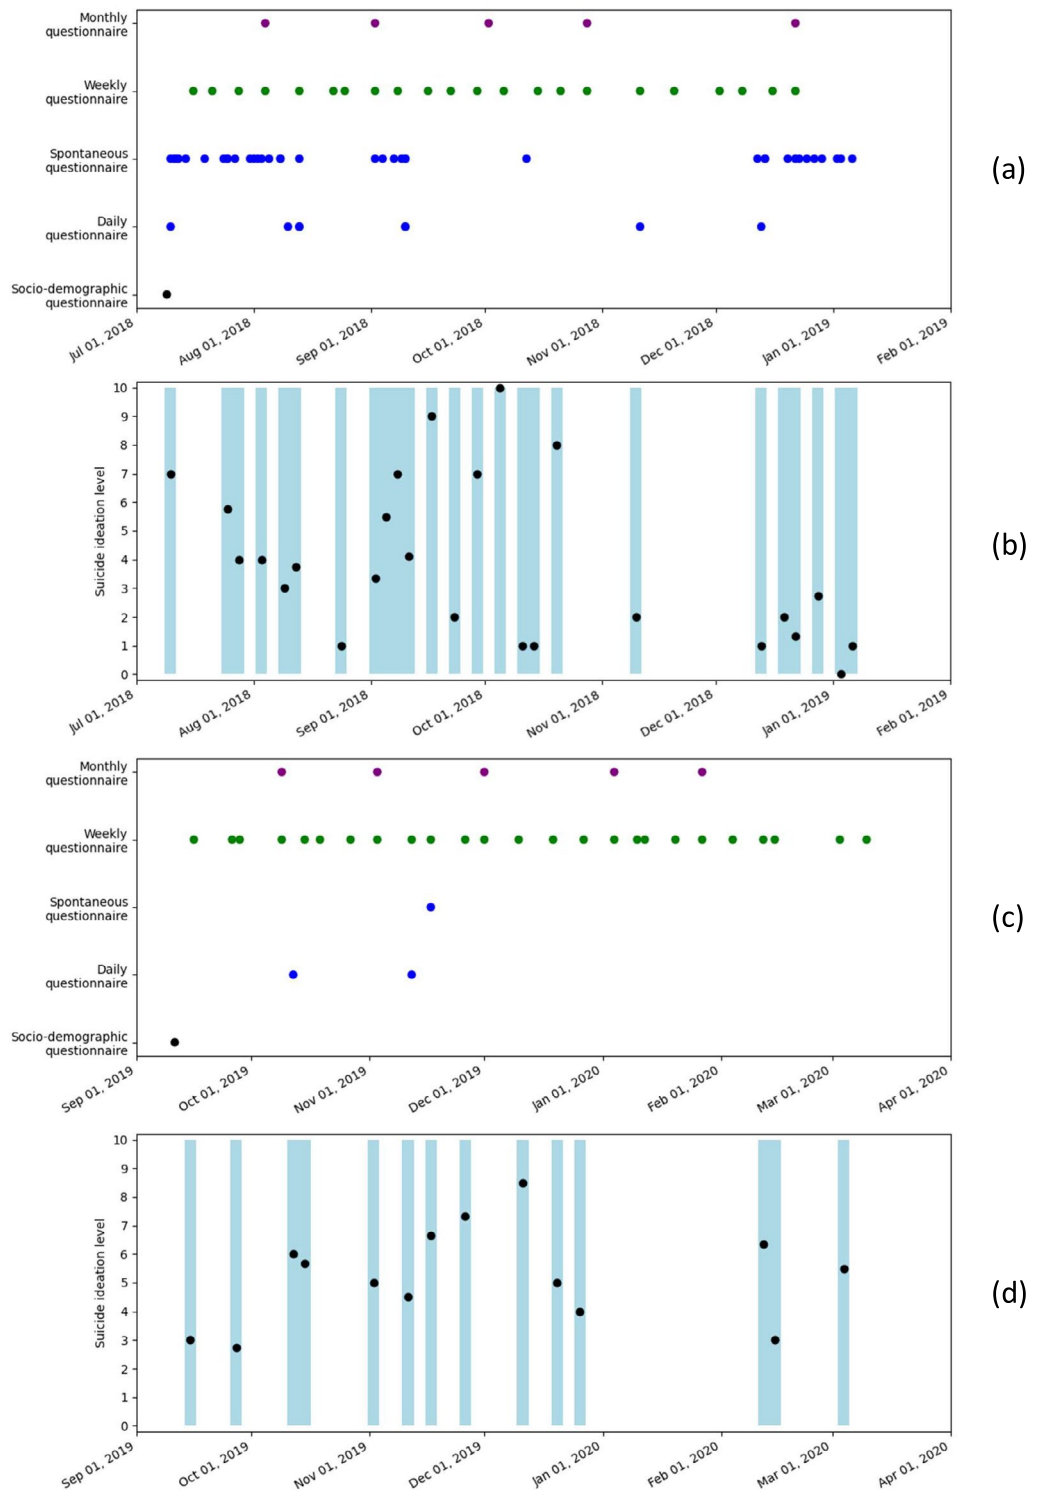 Monthly
questionnaire
Weekly
questionnaire
Spontaneous
questionnaire
Daily
questionnaire
Socio-demographic
questionnaire
Jul 01, 2018
Aug 01, 2018
Sep 01, 2018
Oct 01, 2018
Nov 01, 2018
Dec 01, 2018
Jan 01, 2019
Feb 01, 2019
(a)
Suicide ideation level
10
9
8
7
6
5
4
3
2
1
0
Jul 01, 2018
Aug 01, 2018
Sep 01, 2018
Oct 01, 2018
Nov 01, 2018
Dec 01, 2018
Jan 01, 2019
Feb 01, 2019
(b)
Monthly
questionnaire
Weekly
questionnaire
Spontaneous
questionnaire
Daily
questionnaire
Socio-demographic
questionnaire
Sep 01, 2019
Oct 01, 2019
Nov 01, 2019
Dec 01, 2019
Jan 01, 2020
Feb 01, 2020
Mar 01, 2020
Apr 01, 2020
(c)
Suicide ideation level
10
9
8
7
6
5
4
3
2
1
0
Sep 01, 2019
Oct 01, 2019
Nov 01, 2019
Dec 01, 2019
Jan 01, 2020
Feb 01, 2020
Mar 01, 2020
Apr 01, 2020
(d)